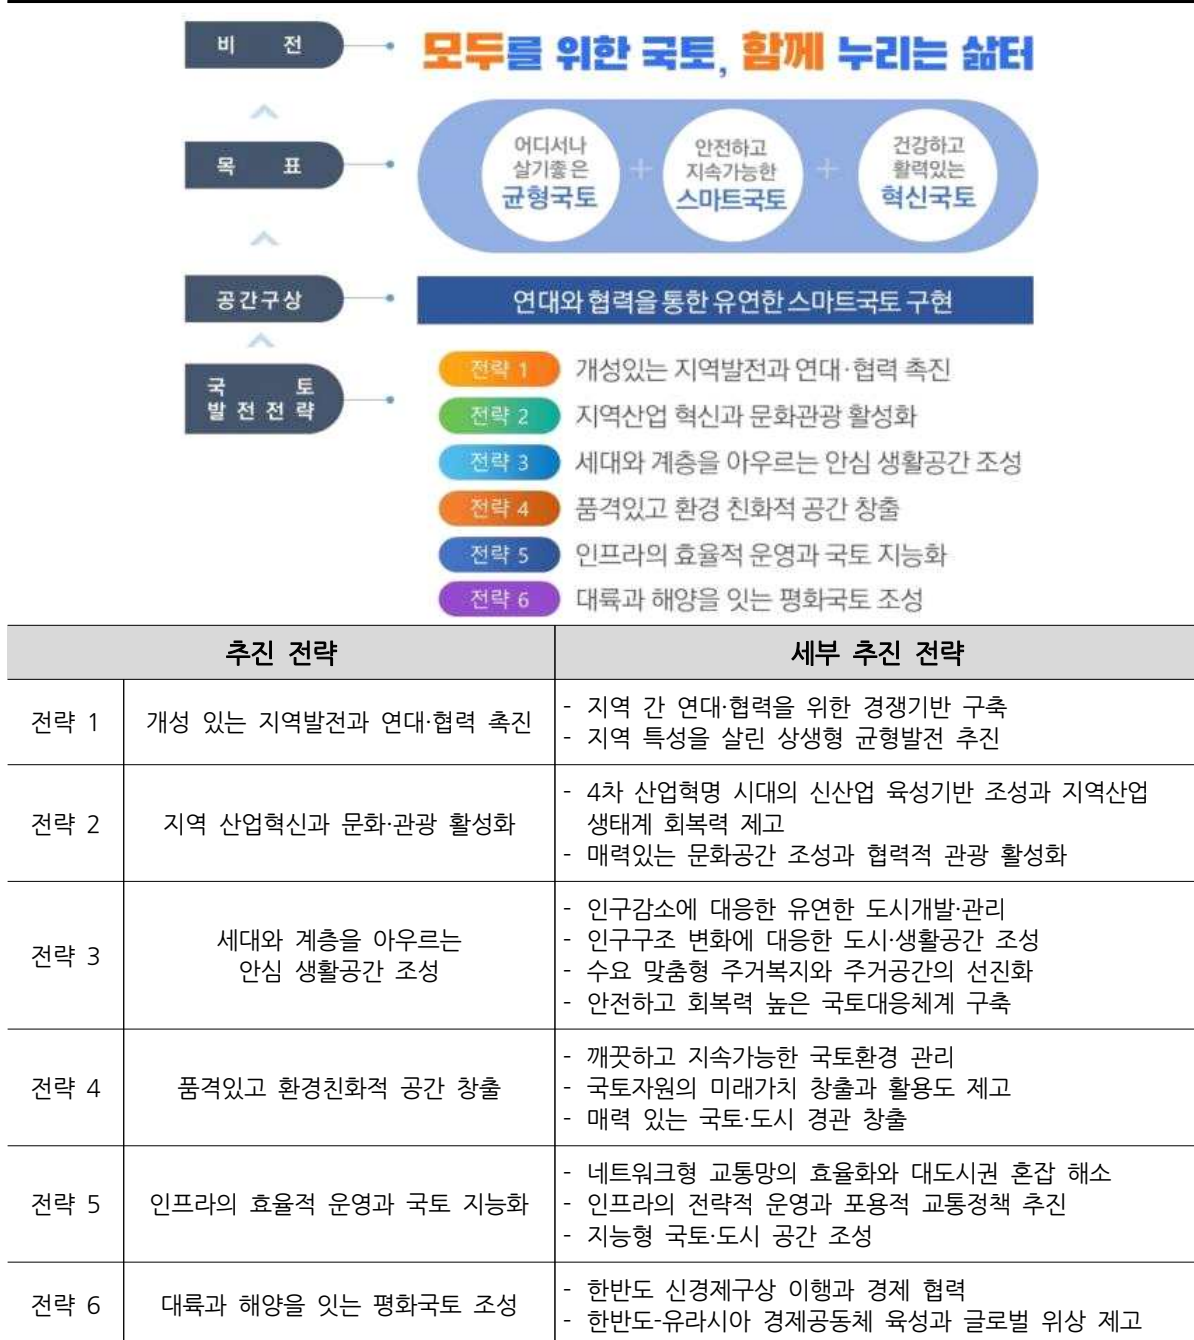 비 전
모두를 위한 국토, 함께 누리는 삶터
목 표
어디서나
살기좋은
균형국토
+
안전하고
지속가능한
스마트국토
+
건강하고
활력있는
혁신국토
공간구상
연대와 협력을 통한 유연한 스마트국토 구현
국 토
발전전략
전략 1 개성있는 지역발전과 연대·협력 촉진
전략 2 지역산업 혁신과 문화관광 활성화
전략 3 세대와 계층을 아우르는 안심 생활공간 조성
전략 4 품격있고 환경 친화적 공간 창출
전략 5 인프라의 효율적 운영과 국토 지능화
전략 6 대륙과 해양을 잇는 평화국토 조성
추진 전략 세부 추진 전략
전략 1 개성 있는 지역발전과 연대·협력 촉진
- 지역 간 연대·협력을 위한 경쟁기반 구축
- 지역 특성을 살린 상생형 균형발전 추진
전략 2 지역 산업혁신과 문화·관광 활성화
- 4차 산업혁명 시대의 신산업 육성기반 조성과 지역산업
생태계 회복력 제고
- 매력있는 문화공간 조성과 협력적 관광 활성화
전략 3
세대와 계층을 아우르는
안심 생활공간 조성
- 인구감소에 대응한 유연한 도시개발·관리
- 인구구조 변화에 대응한 도시·생활공간 조성
- 수요 맞춤형 주거복지와 주거공간의 선진화
- 안전하고 회복력 높은 국토대응체계 구축
전략 4 품격있고 환경친화적 공간 창출
- 깨끗하고 지속가능한 국토환경 관리
- 국토자원의 미래가치 창출과 활용도 제고
- 매력 있는 국토·도시 경관 창출
전략 5 인프라의 효율적 운영과 국토 지능화
- 네트워크형 교통망의 효율화와 대도시권 혼잡 해소
- 인프라의 전략적 운영과 포용적 교통정책 추진
- 지능형 국토·도시 공간 조성
전략 6 대륙과 해양을 잇는 평화국토 조성
- 한반도 신경제구상 이행과 경제 협력
- 한반도-유라시아 경제공동체 육성과 글로벌 위상 제고